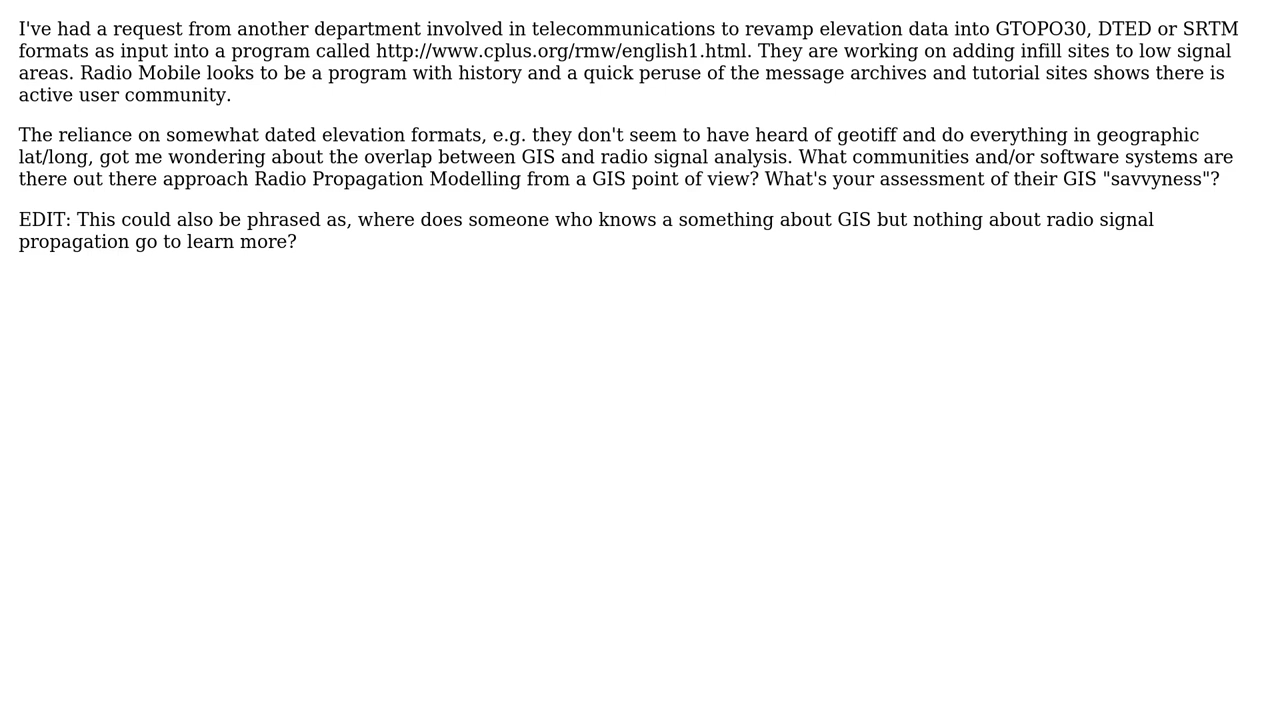 I've had a request from another department involved in telecommunications to revamp elevation data into GTOPO30, DTED or SRTM
formats as input into a program called http://www.cplus.org/rmw/english1.html. They are working on adding infill sites to low signal
areas. Radio Mobile looks to be a program with history and a quick peruse of the message archives and tutorial sites shows there is
active user community.
The reliance on somewhat dated elevation formats, e.g. they don't seem to have heard of geotiff and do everything in geographic
lat/long, got me wondering about the overlap between GIS and radio signal analysis. What communities and/or software systems are
there out there approach Radio Propagation Modelling from a GIS point of view? What's your assessment of their GIS "savvyness"?
EDIT: This could also be phrased as, where does someone who knows a something about GIS but nothing about radio signal
propagation go to learn more?